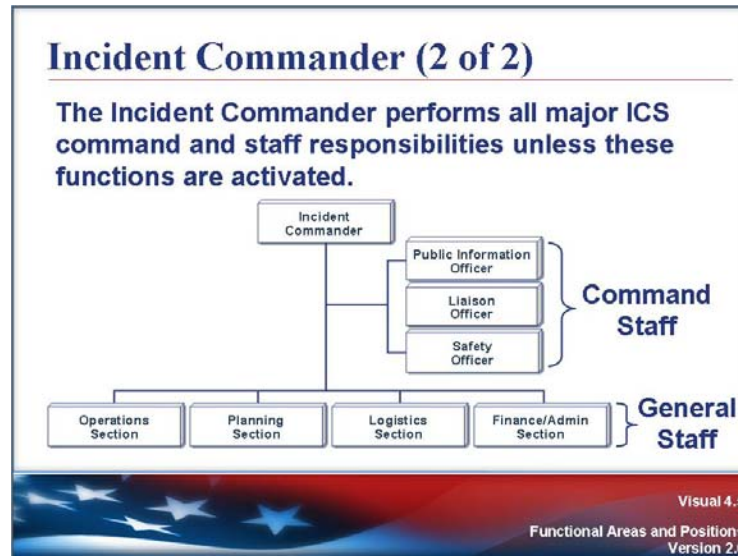 Incident Commander (2 of 2)
The Incident Commander performs all major ICS
command and staff responsibilities unless these
functions are activated.
Incident
Commander
Public Information
Officer
Liaison
Officer
Safety
Officer
Command
Staff
Operations
Section
Planning
Section
Logistics
Section
Finance/Admin
Section
General
Staff
Visual 4.
Functional Areas and Positions
Version 2.